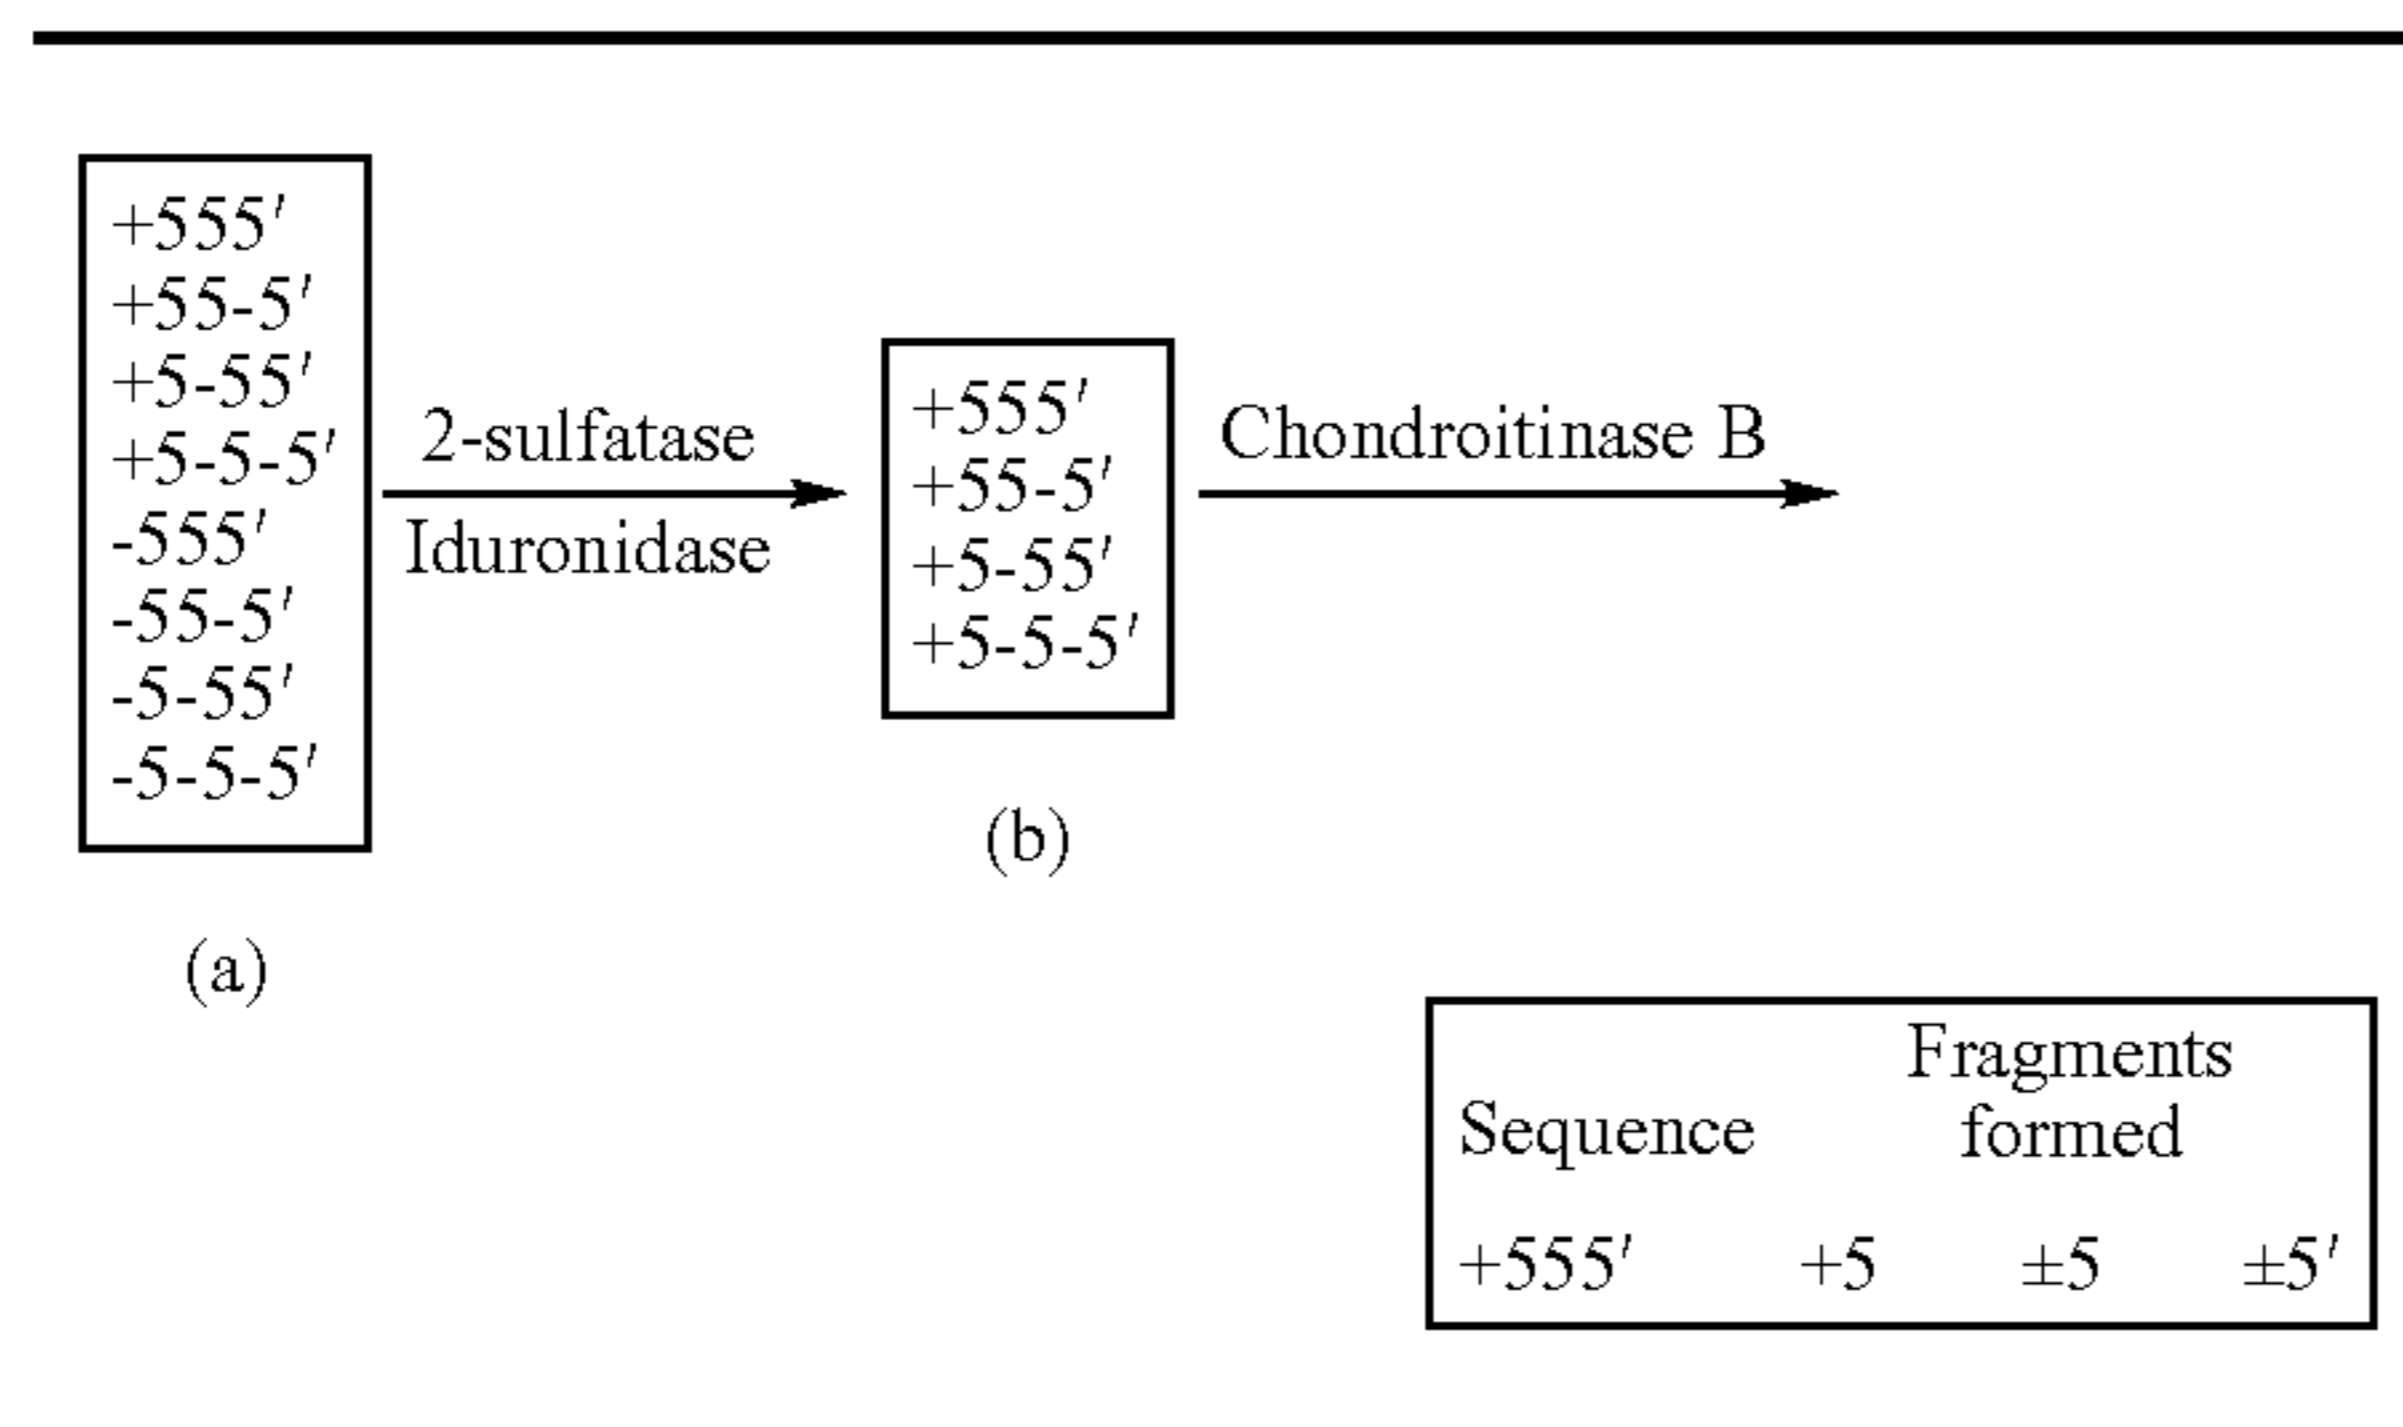 +555′
+55-5′
+5-55′
+5-5-5′
-555′
-55-5′
-5-55′
-5-5-5′
(a)
2-sulfatase
Iduronidase
+555′
+55-5′
+5-55′
+5-5-5′
(b)
Chondroitinase B
Fragments
Sequence formed
+555′ +5 ±5 ±5′